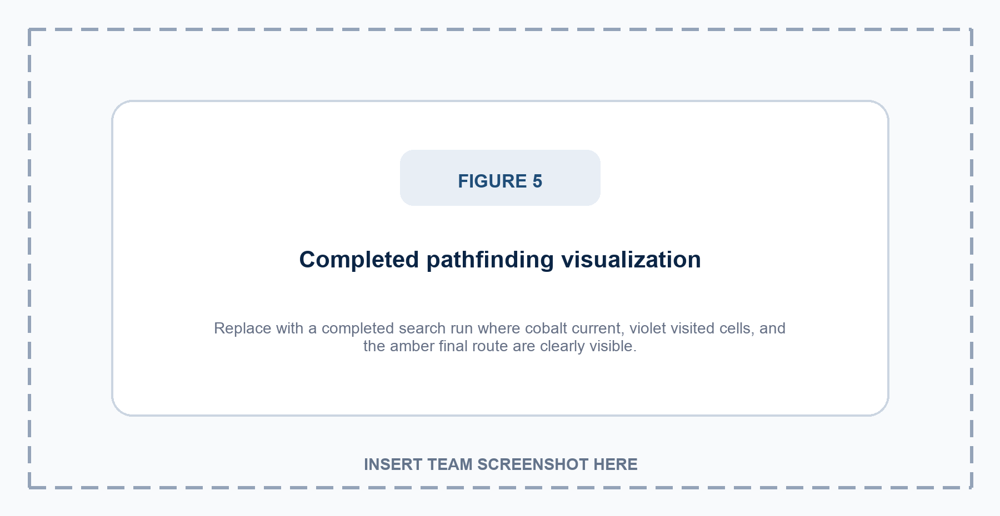 FIGURE 5
Completed pathfinding visualization
Replace with a completed search run where cobalt current, violet visited cells, and
the amber final route are clearly visible.
INSERT TEAM SCREENSHOT HERE